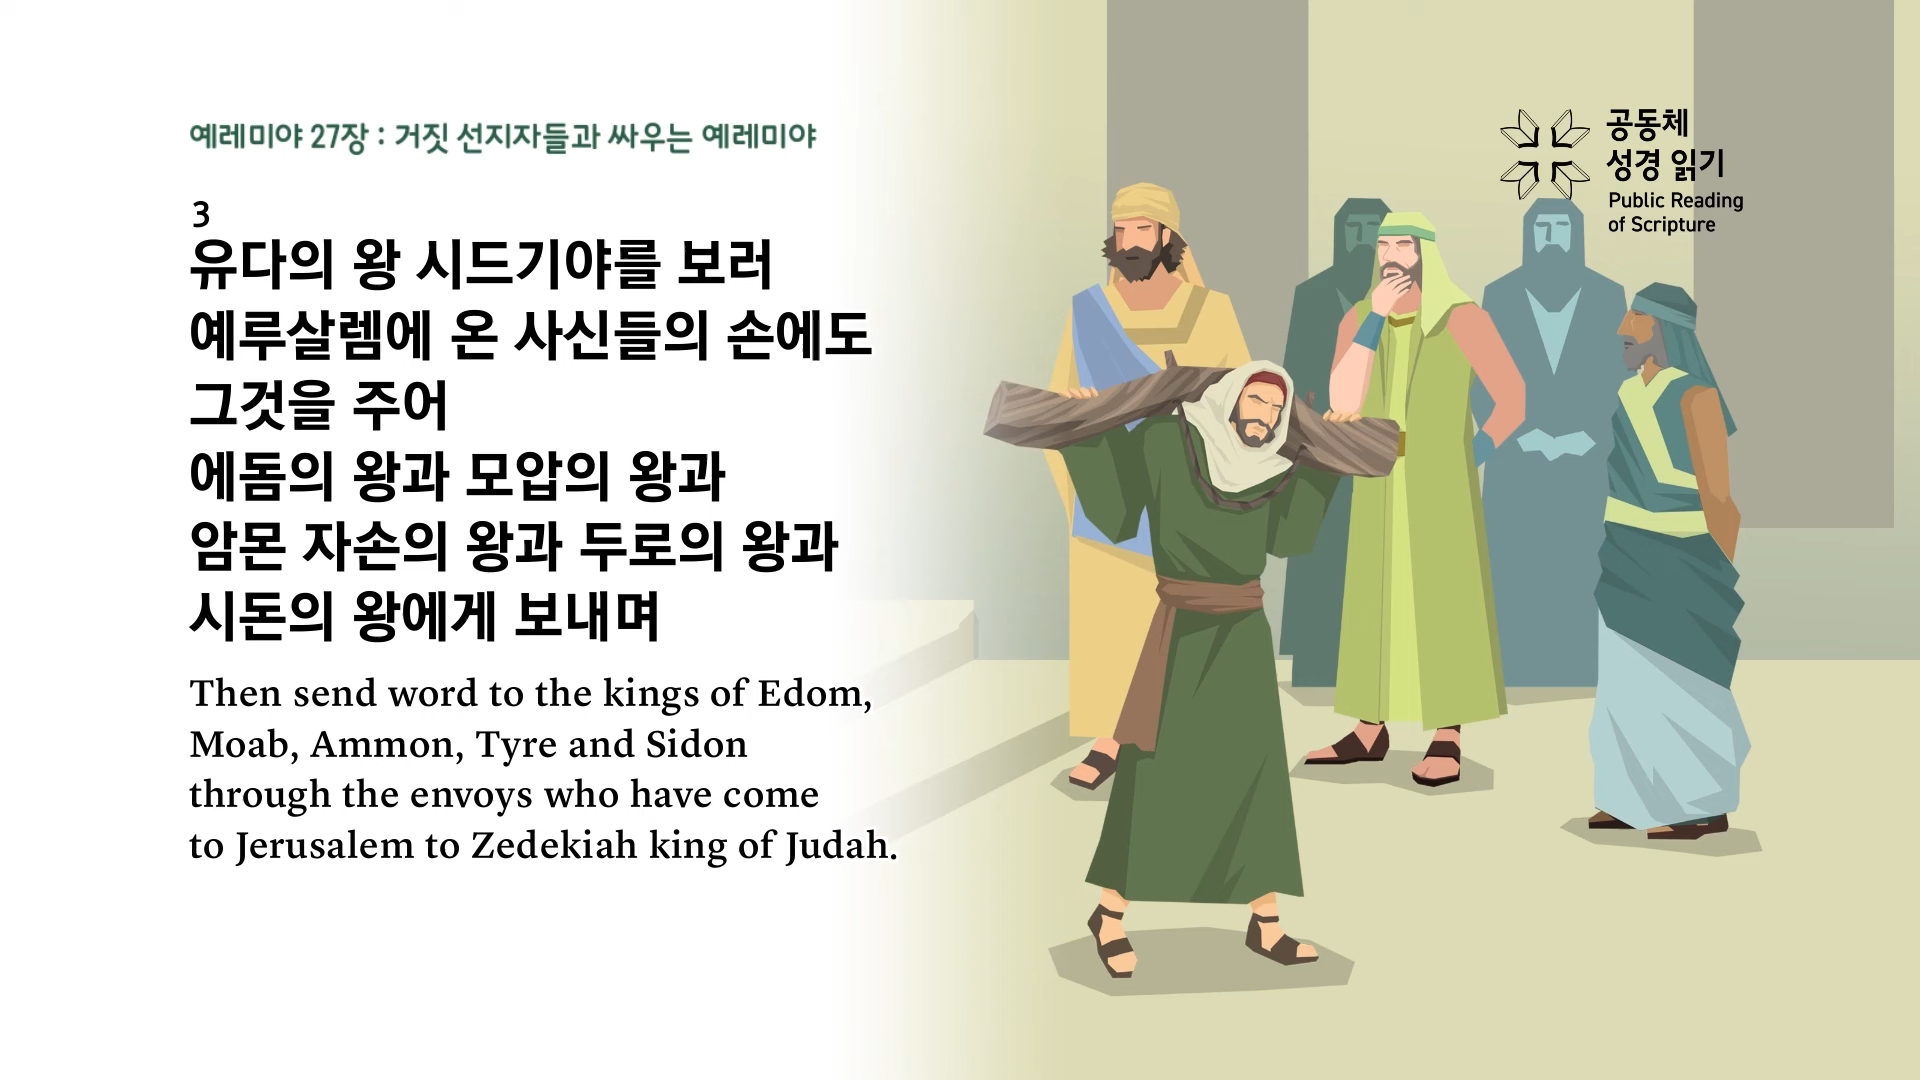 예레미야 27장 : 거짓 선지자들과 싸우는 예레미야
3
유다의 왕 시드기야를 보러
예루살렘에 온 사신들의 손에도
그것을 주어
에돔의 왕과 모압의 왕과
암몬 자손의 왕과 두로의 왕과
시돈의 왕에게 보내며
Then send word to the kings of Edom,
Moab, Ammon, Tyre and Sidon
through the envoys who have come
to Jerusalem to Zedekiah king of Judah.
공동체
성경 읽기
Public Reading
of Scripture